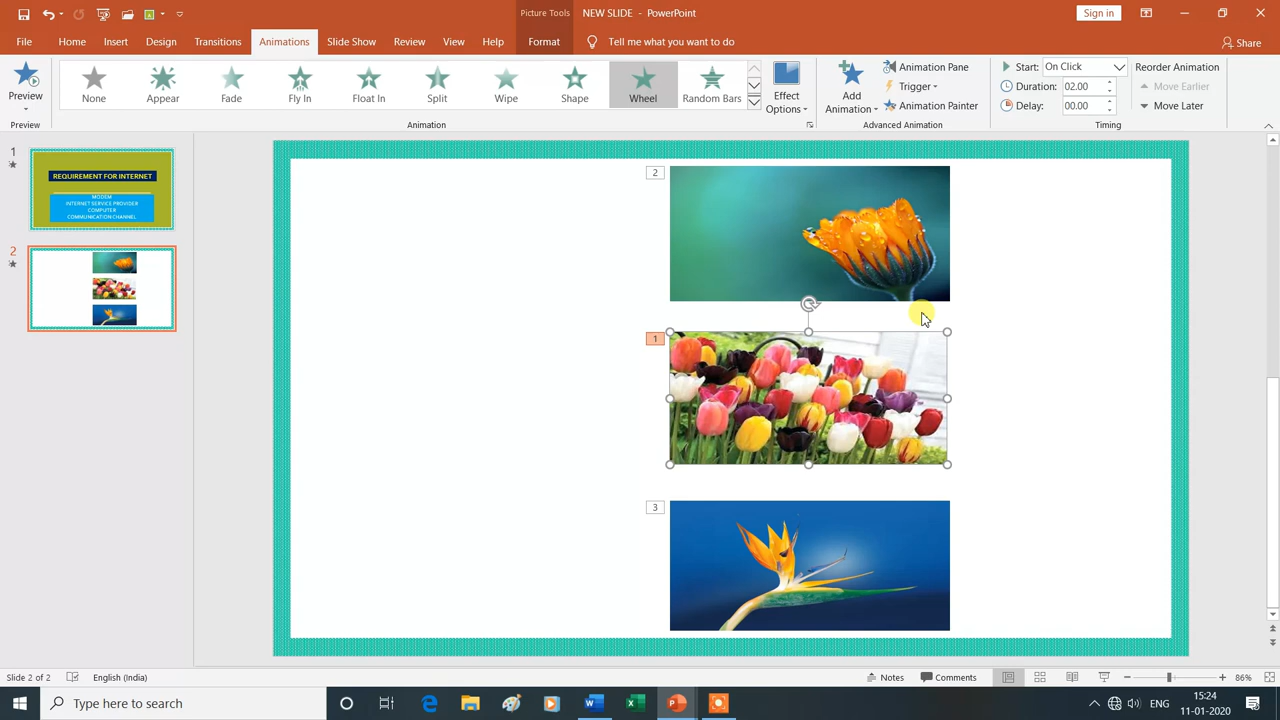 Picture Tools
NEW SLIDE - PowerPoint
Sign in
File
Home
Insert
Design
Transitions
Animations
Slide Show
Review
View
Help
Format
Tell me what you want to do
Share
Preview
None
Appear
Fade
Fly In
Float In
Split
Wipe
Shape
Wheel
Random Bars
Effect
Options
Add
Animation
Animation Pane
Trigger
Animation Painter
Start: On Click
Duration: 02.00
Delay: 00.00
Reorder Animation
Move Earlier
Move Later
Preview
Animation
Advanced Animation
Timing
1
REQUIREMENT FOR INTERNET
MODEM
INTERNET SERVICE PROVIDER
COMPUTER
COMMUNICATION CHANNEL
2
2
1
3
Slide 2 of 2
English (India)
Notes
Comments
86%
Type here to search
ENG
15:24
11-01-2020